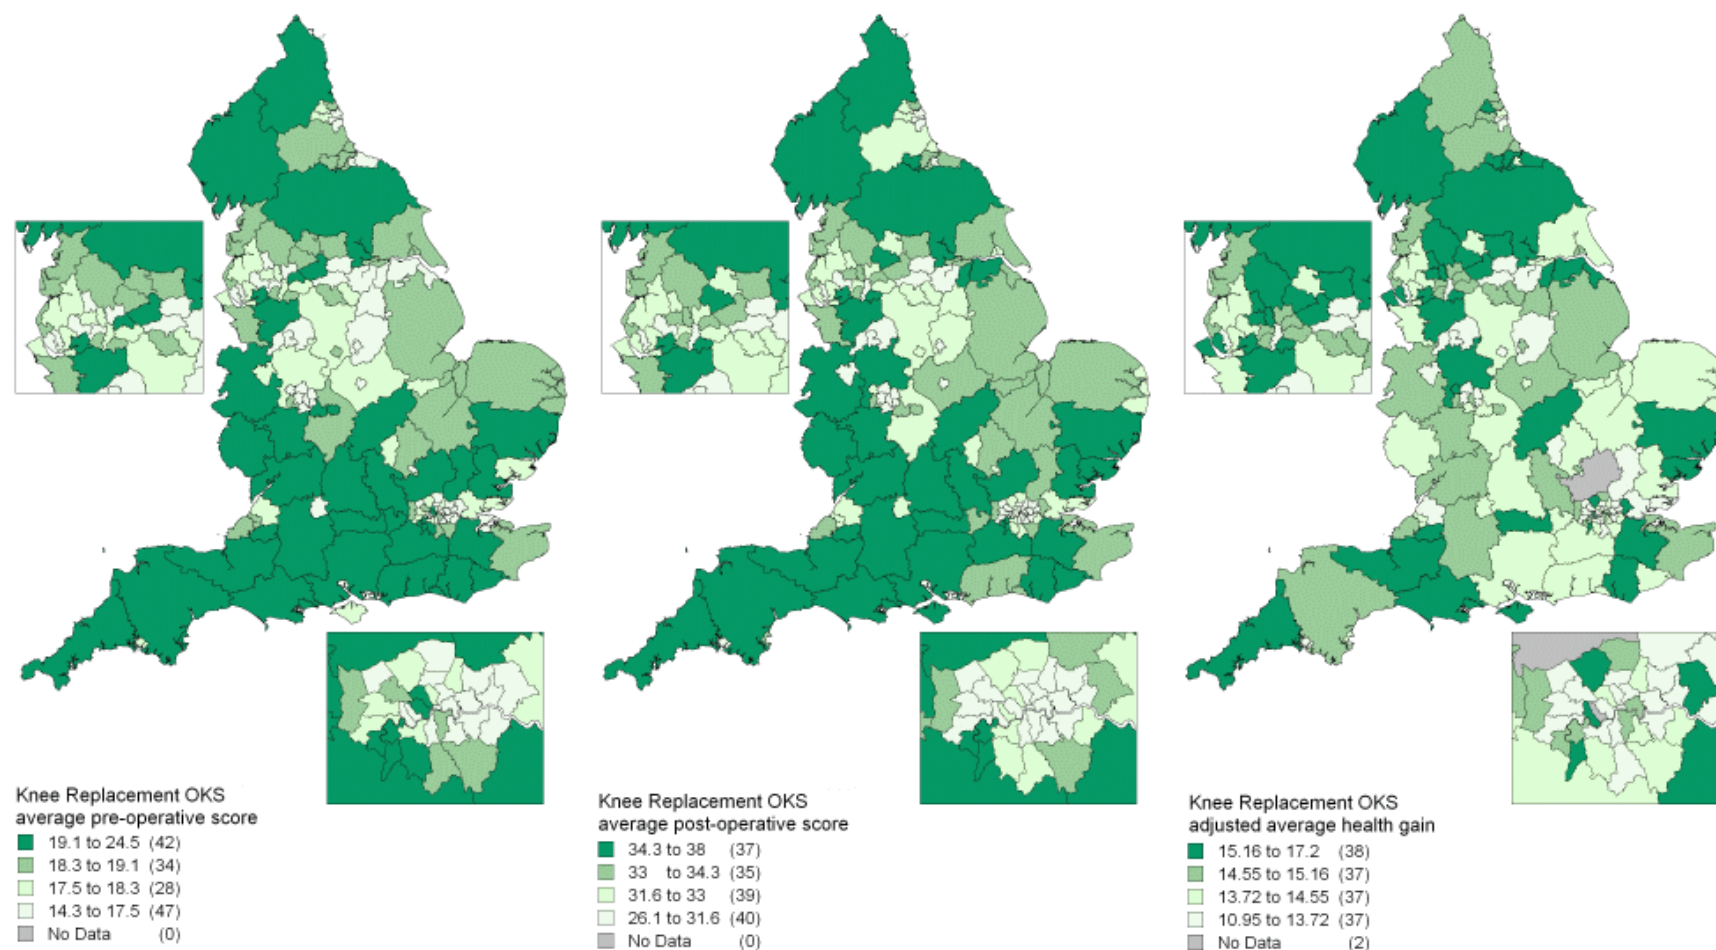 Knee Replacement OKS
average pre-operative score
19.1 to 24.5 (42)
18.3 to 19.1 (34)
17.5 to 18.3 (28)
14.3 to 17.5 (47)
No Data (0)
Knee Replacement OKS
average post-operative score
34.3 to 38 (37)
33 to 34.3 (35)
31.6 to 33 (39)
26.1 to 31.6 (40)
No Data (0)
Knee Replacement OKS
adjusted average health gain
15.16 to 17.2 (38)
14.55 to 15.16 (37)
13.72 to 14.55 (37)
10.95 to 13.72 (37)
No Data (2)